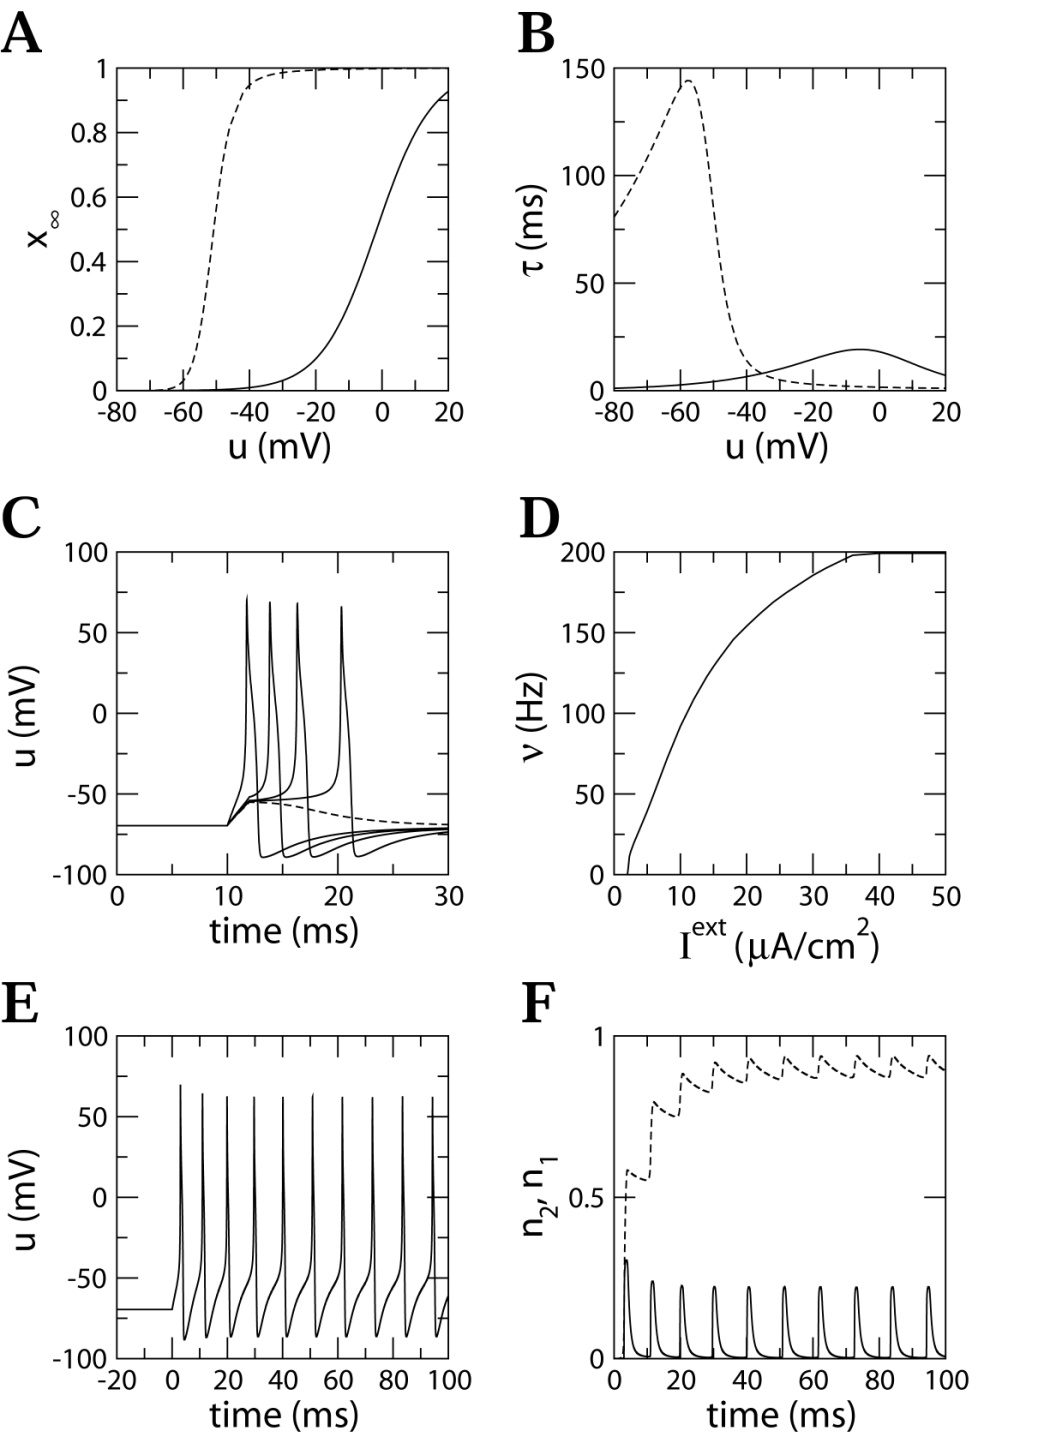 A
B
1
0.8
0.6
0.4
0.2
0
x∞
-80 -60 -40 -20 0 20
u (mV)
150
100
50
0
τ (ms)
-80 -60 -40 -20 0 20
u (mV)
C
D
100
50
0
-50
-100
u (mV)
0 10 20 30
time (ms)
200
150
100
50
0
ν (Hz)
0 10 20 30 40 50
I^ext (μA/cm²)
E
F
100
50
0
-50
-100
u (mV)
-20 0 20 40 60 80 100
time (ms)
1
0.5
0
n₂, n₁
0 20 40 60 80 100
time (ms)